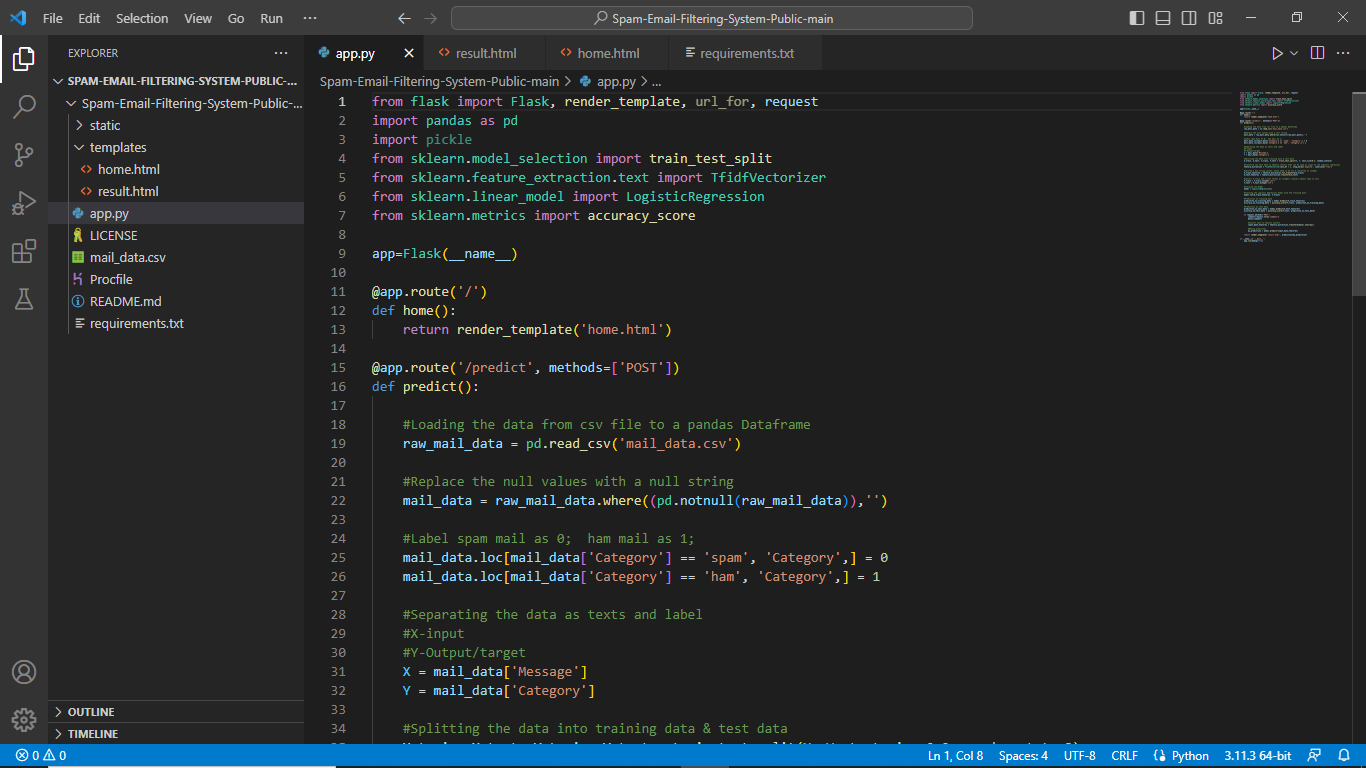 File Edit Selection View Go Run ··· Spam-Email-Filtering-System-Public-main
EXPLORER ···
SPAM-EMAIL-FILTERING-SYSTEM-PUBLIC-...
Spam-Email-Filtering-System-Public-...
static
templates
home.html
result.html
app.py
LICENSE
mail_data.csv
Procfile
README.md
requirements.txt
OUTLINE
TIMELINE
app.py result.html home.html requirements.txt
Spam-Email-Filtering-System-Public-main > app.py > ...
1 from flask import Flask, render_template, url_for, request
2 import pandas as pd
3 import pickle
4 from sklearn.model_selection import train_test_split
5 from sklearn.feature_extraction.text import TfidfVectorizer
6 from sklearn.linear_model import LogisticRegression
7 from sklearn.metrics import accuracy_score
8
9 app=Flask(__name__)
10
11 @app.route('/')
12 def home():
13     return render_template('home.html')
14
15 @app.route('/predict', methods=['POST'])
16 def predict():
17
18     #Loading the data from csv file to a pandas Dataframe
19     raw_mail_data = pd.read_csv('mail_data.csv')
20
21     #Replace the null values with a null string
22     mail_data = raw_mail_data.where((pd.notnull(raw_mail_data)),'')
23
24     #Label spam mail as 0;  ham mail as 1;
25     mail_data.loc[mail_data['Category'] == 'spam', 'Category',] = 0
26     mail_data.loc[mail_data['Category'] == 'ham', 'Category',] = 1
27
28     #Separating the data as texts and label
29     #X-input
30     #Y-Output/target
31     X = mail_data['Message']
32     Y = mail_data['Category']
33
34     #Splitting the data into training data & test data
0 0 Ln 1, Col 8 Spaces: 4 UTF-8 CRLF Python 3.11.3 64-bit